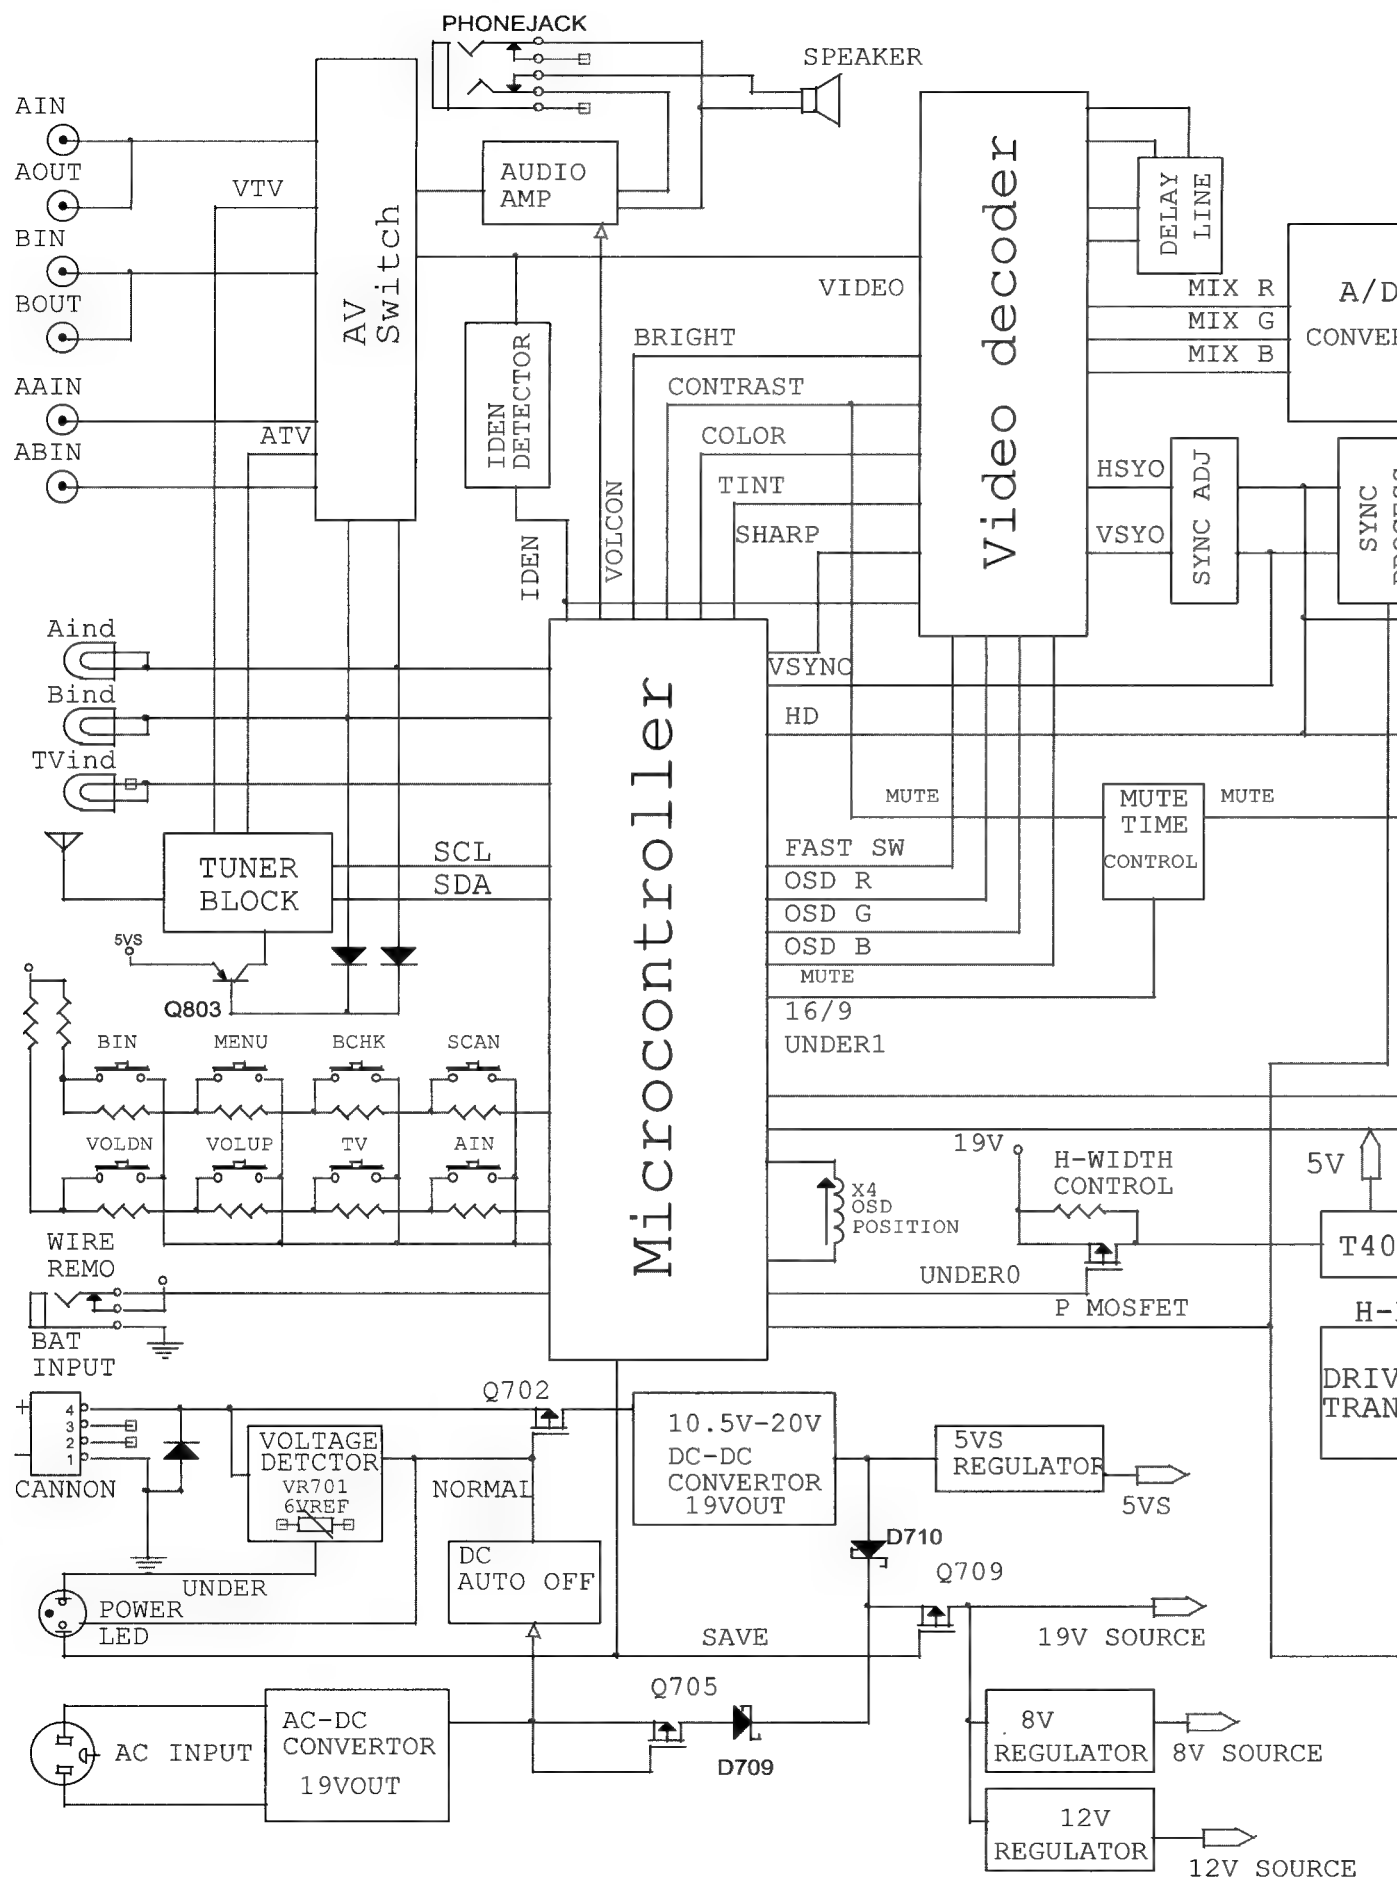 PHONEJACK
SPEAKER
AIN
AOUT
BIN
BOUT
AAIN
ABIN
VTV
ATV
AV
Switch
AUDIO
AMP
VIDEO
IDEN
DETECTOR
BRIGHT
CONTRAST
COLOR
TINT
SHARP
IDEN
VOLCON
Video decoder
DELAY
LINE
MIX R
MIX G
MIX B
A/D
HSYO
VSYO
SYNC ADJ
SYNC
Aind
Bind
TVind
VSYNC
HD
MUTE
MUTE
TIME
CONTROL
MUTE
Microcontroller
TUNER
BLOCK
SCL
SDA
FAST SW
OSD R
OSD G
OSD B
MUTE
16/9
UNDER1
5VS
Q803
BIN
MENU
BCHK
SCAN
VOLDN
VOLUP
TV
AIN
19V
H-WIDTH
CONTROL
5V
X4
OSD
POSITION
T40
UNDER0
P MOSFET
WIRE
REMO
BAT
INPUT
+
4
3
2
1
–
CANNON
Q702
VOLTAGE
DETCTOR
VR701
6VREF
NORMAL
10.5V-20V
DC-DC
CONVERTOR
19VOUT
5VS
REGULATOR
5VS
D710
DC
AUTO OFF
UNDER
POWER
LED
Q709
SAVE
19V SOURCE
Q705
AC INPUT
AC-DC
CONVERTOR
19VOUT
D709
8V
REGULATOR
8V SOURCE
12V
REGULATOR
12V SOURCE